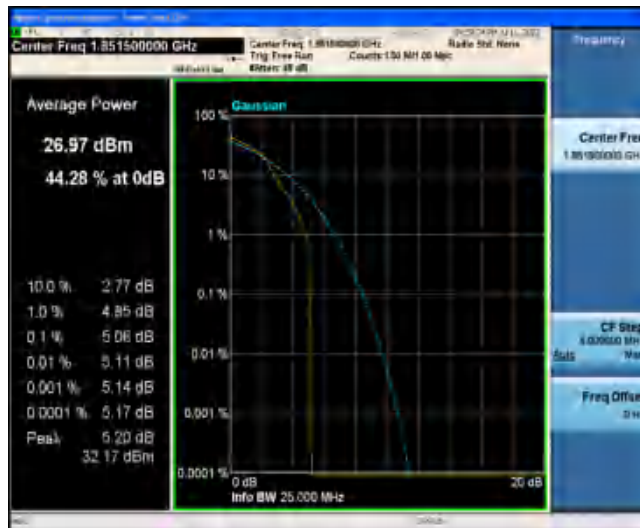 Center Freq 1.851500000 GHz
Center Freq: 1.851500000 GHz
Radio Std: None
Trig: Free Run
Frequency
Average Power
26.97 dBm
44.28 % at 0dB
10.0 % 2.77 dB
1.0 % 4.85 dB
0.1 % 5.06 dB
0.01 % 5.11 dB
0.001 % 5.14 dB
0.0001 % 5.17 dB
Peak 5.20 dB
32.17 dBm
Gaussian
100 %
10 %
1 %
0.1 %
0.01 %
0.001 %
0.0001 %
0 dB
20 dB
Info BW 25.000 MHz
Center Freq
1.851500000 GHz
CF Step
Auto
Freq Offset